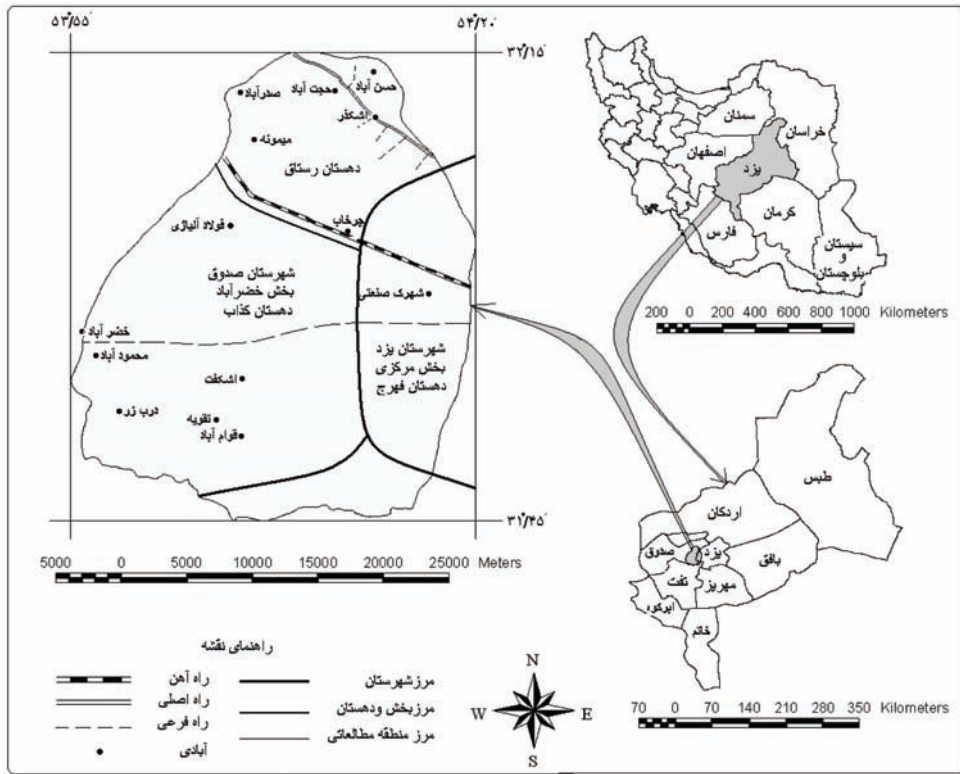 ۵۳/۵۵
۵۴/۲۰
۳۲/۱۵
۳۱/۴۵
حسن آباد
حجت آباد
صدرآباد
اشکذر
میمونه
دهستان رستاق
چرخاب
فولاد آلیاژی
شهرستان صدوق
بخش خضرآباد
دهستان کذاب
شهرک صنعتی
خضر آباد
محمود آباد
شهرستان یزد
بخش مرکزی
دهستان فهرج
اشکفت
درب زر
تقویه
قوام آباد
5000 0 5000 10000 15000 20000 25000 Meters
سمنان
خراسان
اصفهان
یزد
کرمان
فارس
سیستان
و
بلوچستان
200 0 200 400 600 800 1000 Kilometers
طبس
اردکان
صدوق
یزد
بافق
تفت
مهریز
ابرکوه
خاتم
70 0 70 140 210 280 350 Kilometers
راهنمای نقشه
راه آهن
راه اصلی
راه فرعی
آبادی
مرز شهرستان
مرز بخش ودهستان
مرز منطقه مطالعاتی
N
W E
S